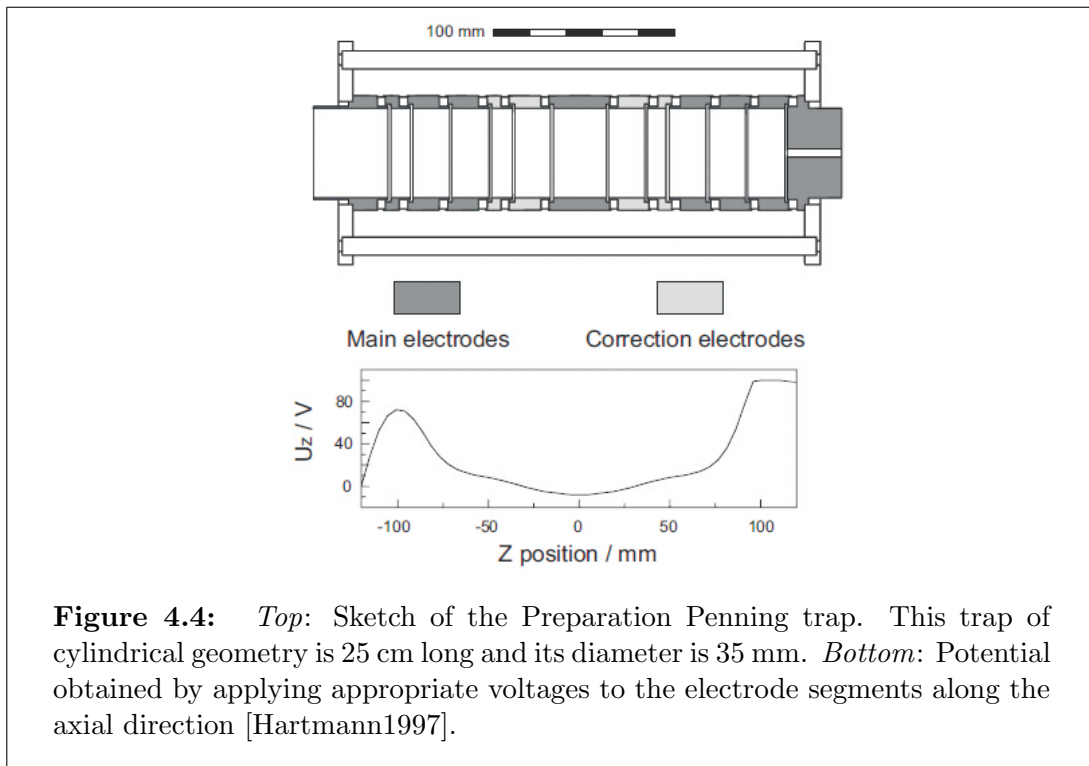 100 mm
Main electrodes
Correction electrodes
Uz / V
80
40
0
-100
-50
0
50
100
Z position / mm
Figure 4.4: Top: Sketch of the Preparation Penning trap. This trap of
cylindrical geometry is 25 cm long and its diameter is 35 mm. Bottom: Potential
obtained by applying appropriate voltages to the electrode segments along the
axial direction [Hartmann1997].